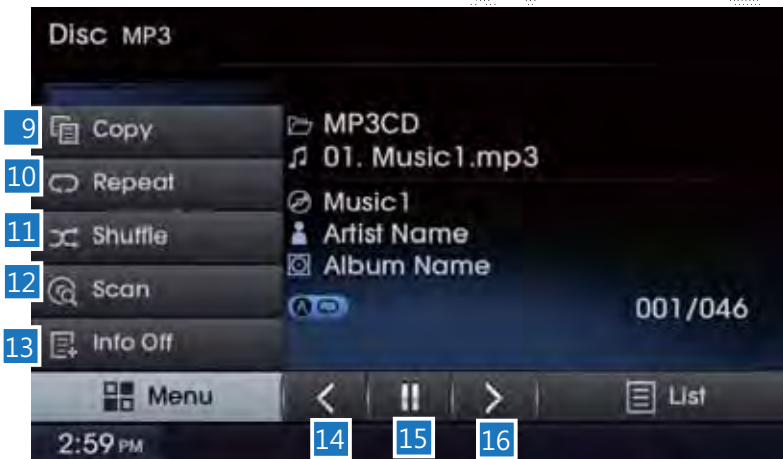 Disc MP3
9 Copy
MP3CD
01. Music1.mp3
10 Repeat
11 Shuffle
Music1
Artist Name
12 Scan
Album Name
001/046
13 Info Off
Menu
List
14 15 16
2:59 PM